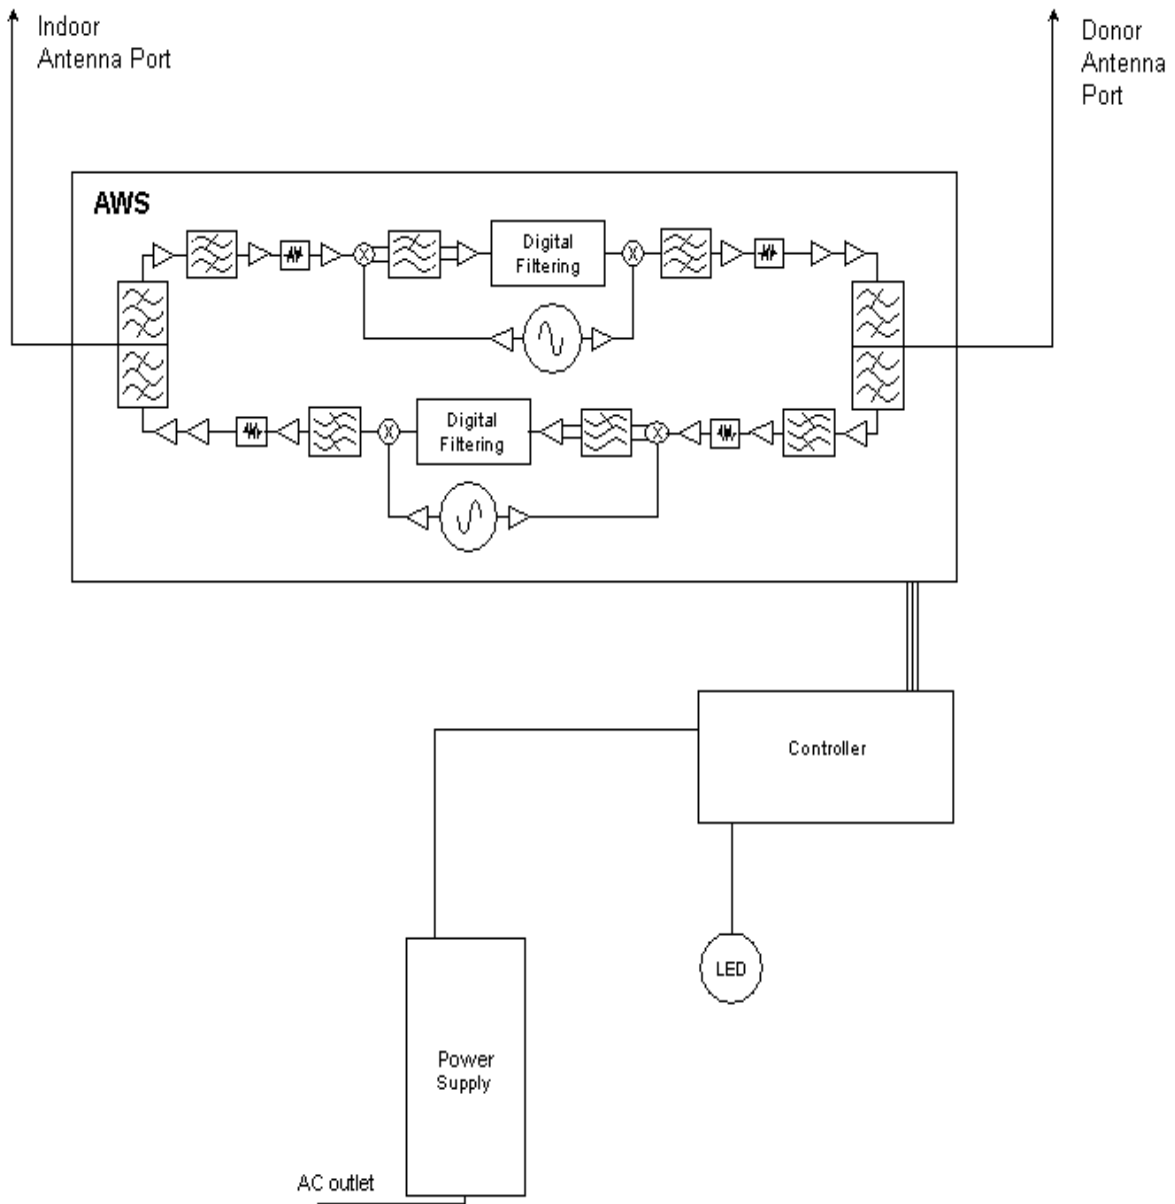 Indoor
Antenna Port
Donor
Antenna
Port
AWS
Digital
Filtering
X
X
Digital
Filtering
X
X
Controller
LED
Power
Supply
AC outlet